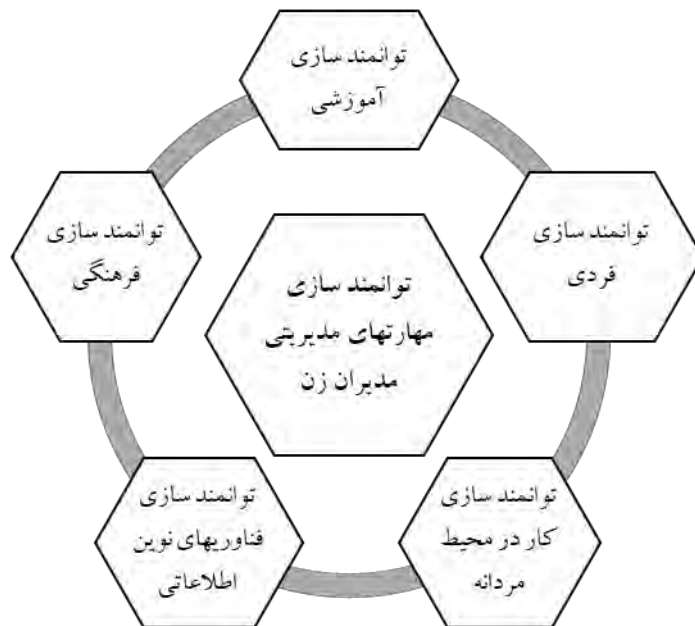 توانمند سازی
آموزشی
توانمند سازی
فردی
توانمند سازی
کار در محیط
مردانه
توانمند سازی
فناوریهای نوین
اطلاعاتی
توانمند سازی
فرهنگی
توانمند سازی
مهارتهای مدیریتی
مدیران زن